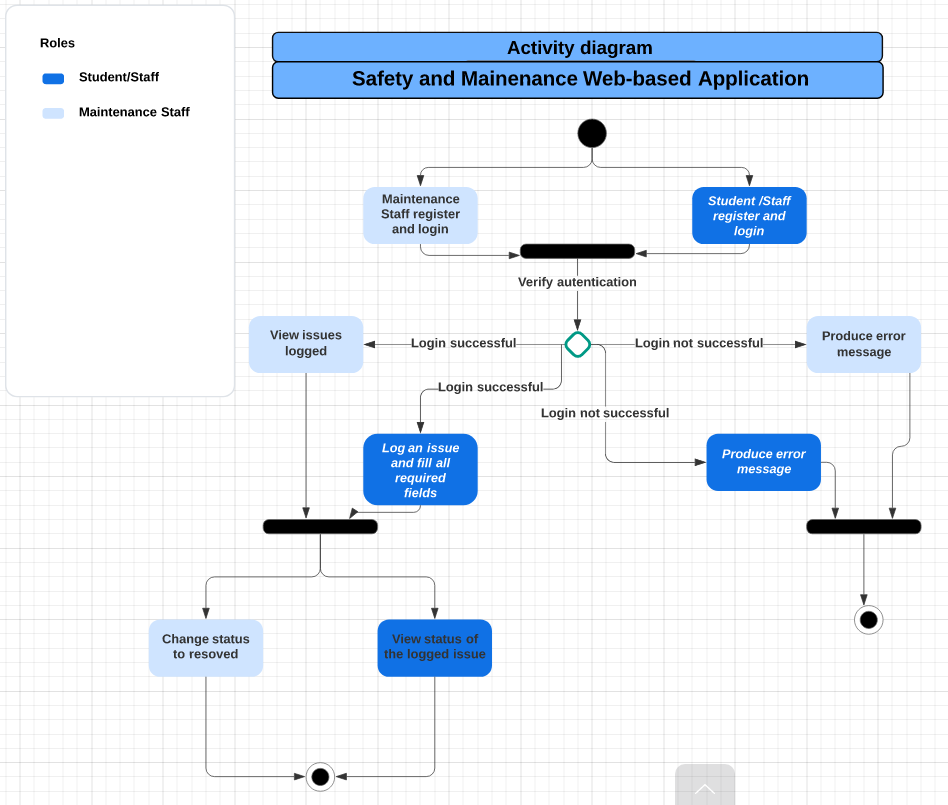 Roles
Student/Staff
Maintenance Staff
Activity diagram
Safety and Mainenance Web-based Application
Maintenance
Staff register
and login
Student /Staff
register and
login
Verify autentication
View issues
logged
Login successful
Login not successful
Produce error
message
Login successful
Login not successful
Log an issue
and fill all
required
fields
Produce error
message
Change status
to resoved
View status of
the logged issue